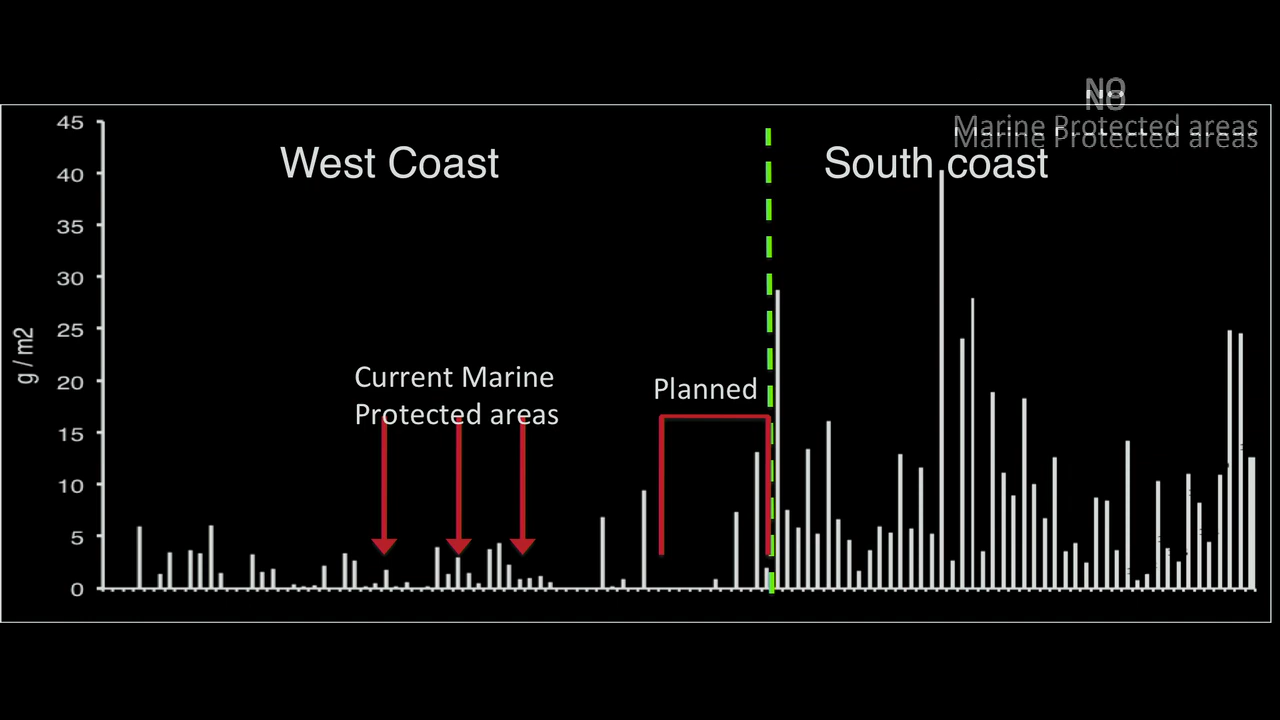 NO
Marine Protected areas
West Coast
South coast
Current Marine
Protected areas
Planned
g / m2
45
40
35
30
25
20
15
10
5
0